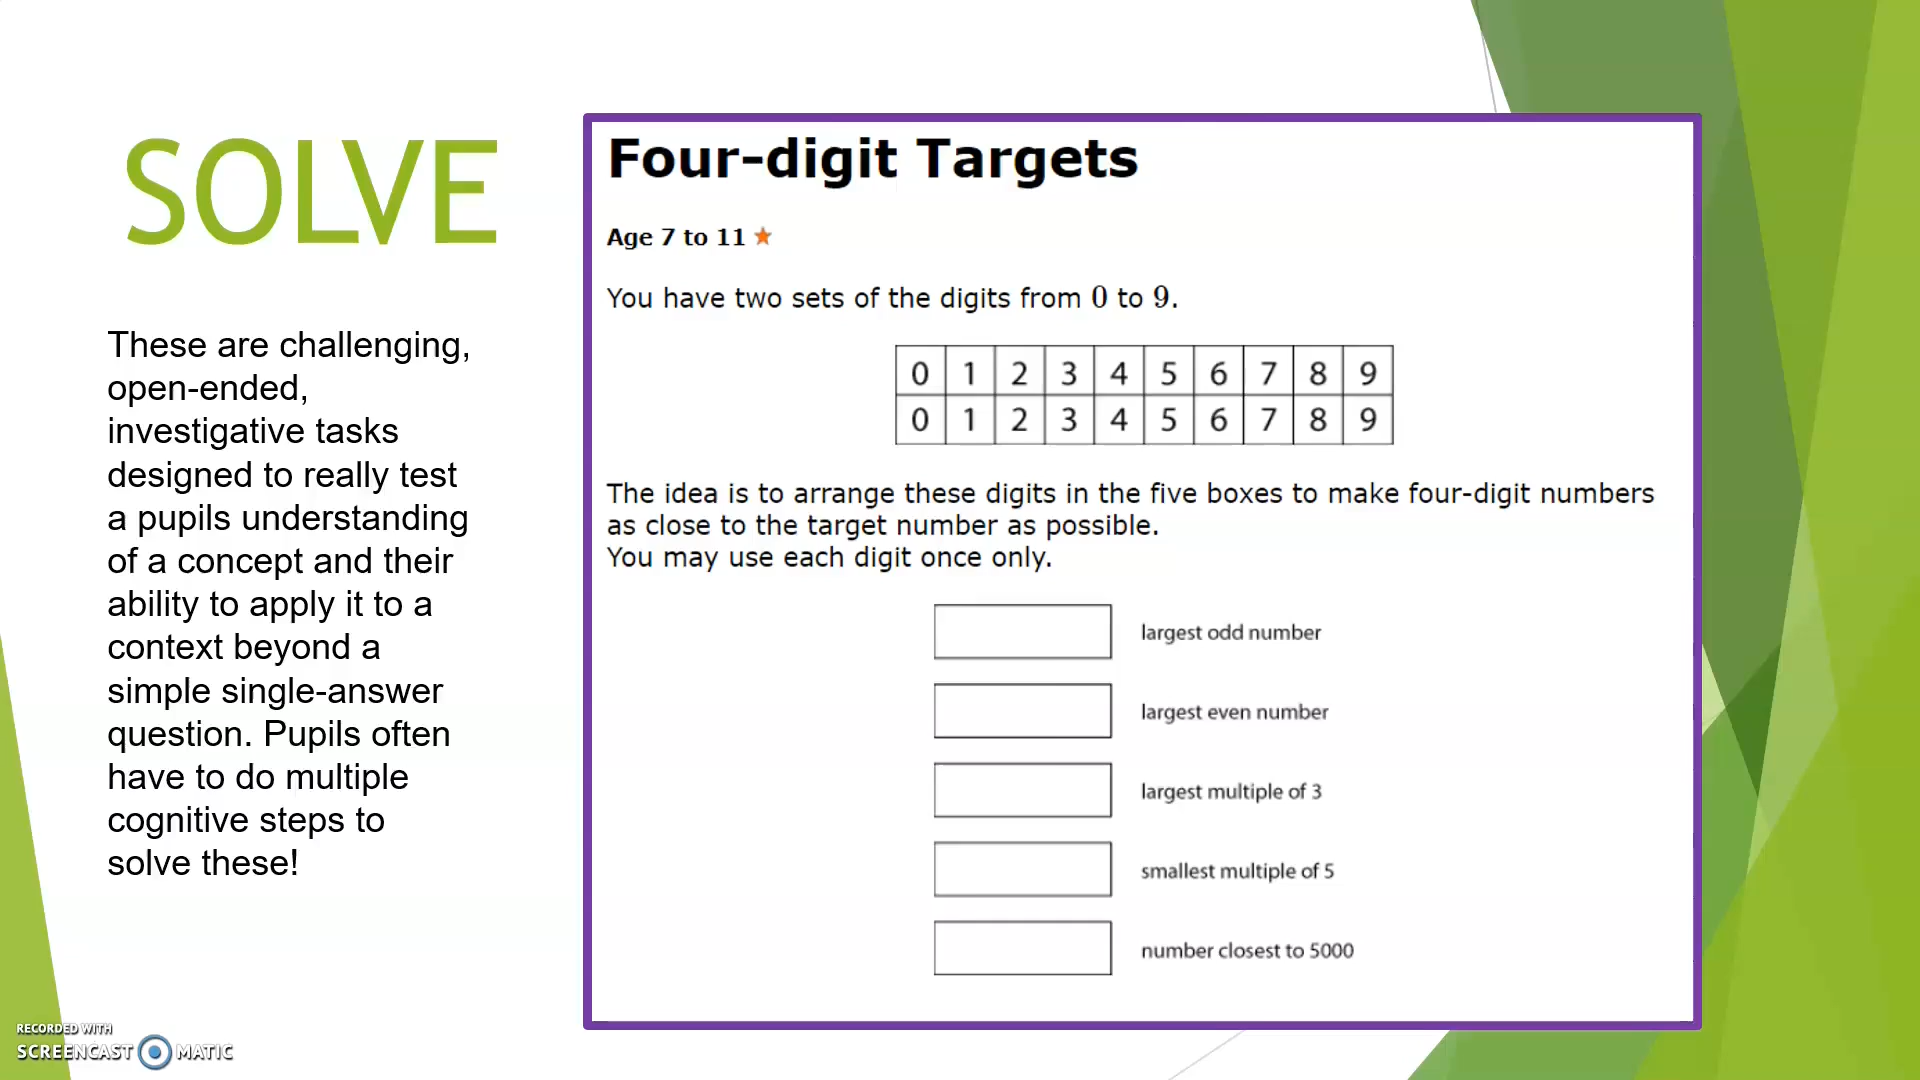 SOLVE
These are challenging,
open-ended,
investigative tasks
designed to really test
a pupils understanding
of a concept and their
ability to apply it to a
context beyond a
simple single-answer
question. Pupils often
have to do multiple
cognitive steps to
solve these!
Four-digit Targets
Age 7 to 11
You have two sets of the digits from 0 to 9.
0 1 2 3 4 5 6 7 8 9
0 1 2 3 4 5 6 7 8 9
The idea is to arrange these digits in the five boxes to make four-digit numbers
as close to the target number as possible.
You may use each digit once only.
largest odd number
largest even number
largest multiple of 3
smallest multiple of 5
number closest to 5000
RECORDED WITH
SCREENCAST MATIC